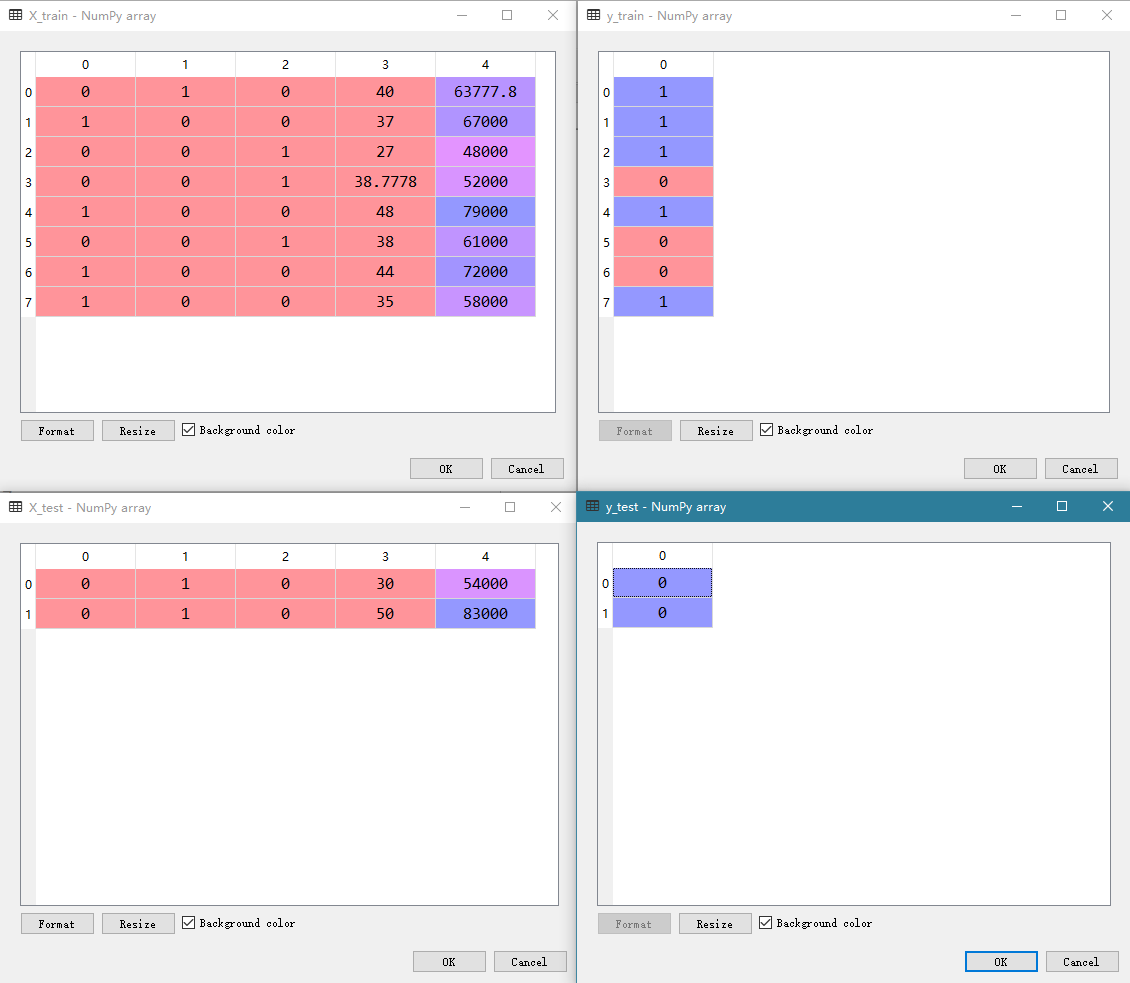 X_train - NumPy array
0 1 2 3 4
0 0 1 0 40 63777.8
1 1 0 0 37 67000
2 0 0 1 27 48000
3 0 0 1 38.7778 52000
4 1 0 0 48 79000
5 0 0 1 38 61000
6 1 0 0 44 72000
7 1 0 0 35 58000
Format Resize Background color
OK Cancel
y_train - NumPy array
0
0 1
1 1
2 1
3 0
4 1
5 0
6 0
7 1
Format Resize Background color
OK Cancel
X_test - NumPy array
0 1 2 3 4
0 0 1 0 30 54000
1 0 1 0 50 83000
Format Resize Background color
OK Cancel
y_test - NumPy array
0
0 0
1 0
Format Resize Background color
OK Cancel